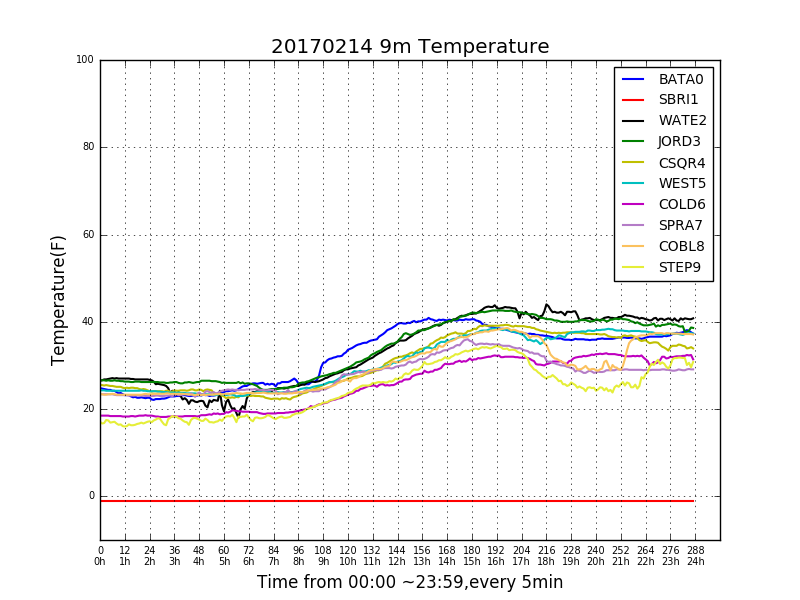 20170214 9m Temperature
100
80
60
40
20
0
Temperature(F)
BATA0
SBRI1
WATE2
JORD3
CSQR4
WEST5
COLD6
SPRA7
COBL8
STEP9
0 12 24 36 48 60 72 84 96 108 120 132 144 156 168 180 192 204 216 228 240 252 264 276 288
0h 1h 2h 3h 4h 5h 6h 7h 8h 9h 10h 11h 12h 13h 14h 15h 16h 17h 18h 19h 20h 21h 22h 23h 24h
Time from 00:00 ~23:59,every 5min